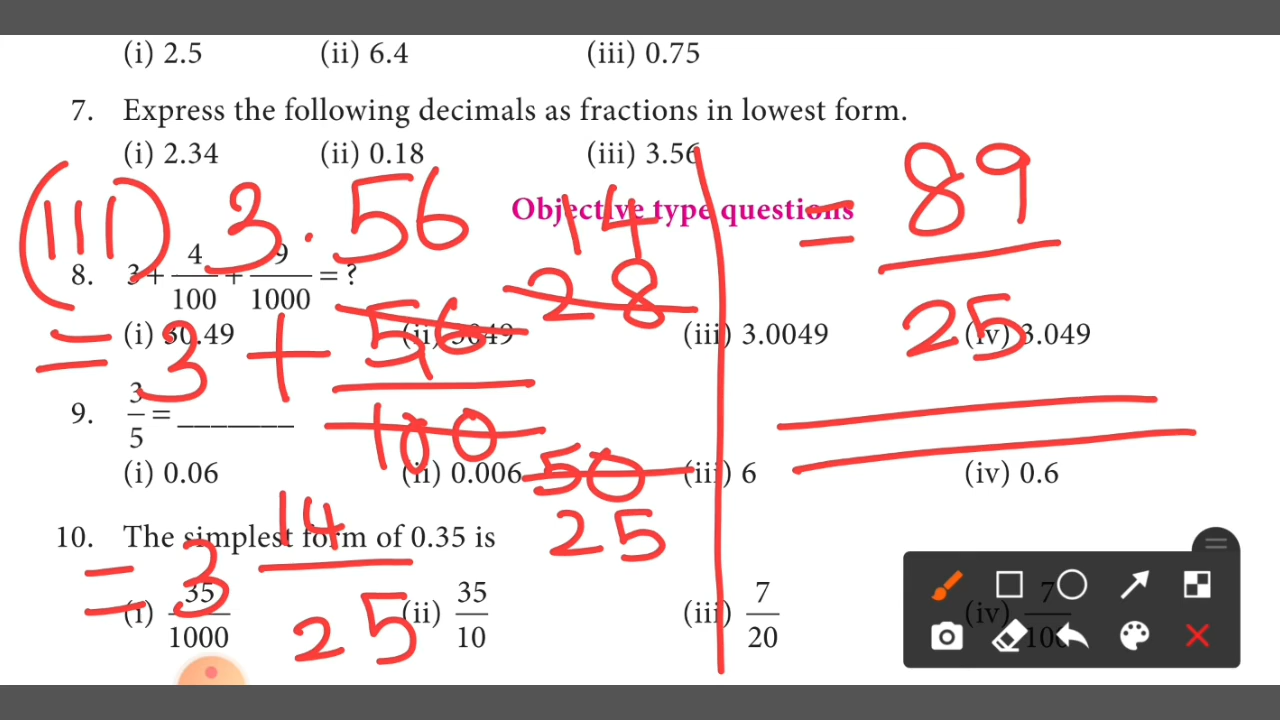 (i) 2.5 (ii) 6.4 (iii) 0.75
7. Express the following decimals as fractions in lowest form.
(i) 2.34 (ii) 0.18 (iii) 3.56
Objective type questions
8. 3 + 4/100 + 9/1000 = ?
(i) 30.49 (ii) 3049 (iii) 3.0049 (iv) 3.049
9. 3/5 = _______
(i) 0.06 (ii) 0.006 (iii) 6 (iv) 0.6
10. The simplest form of 0.35 is
(i) 35/1000 (ii) 35/10 (iii) 7/20 (iv)
(III) 3.56
= 3 + 56/100
14
28
50
25
= 3 14/25
= 89/25